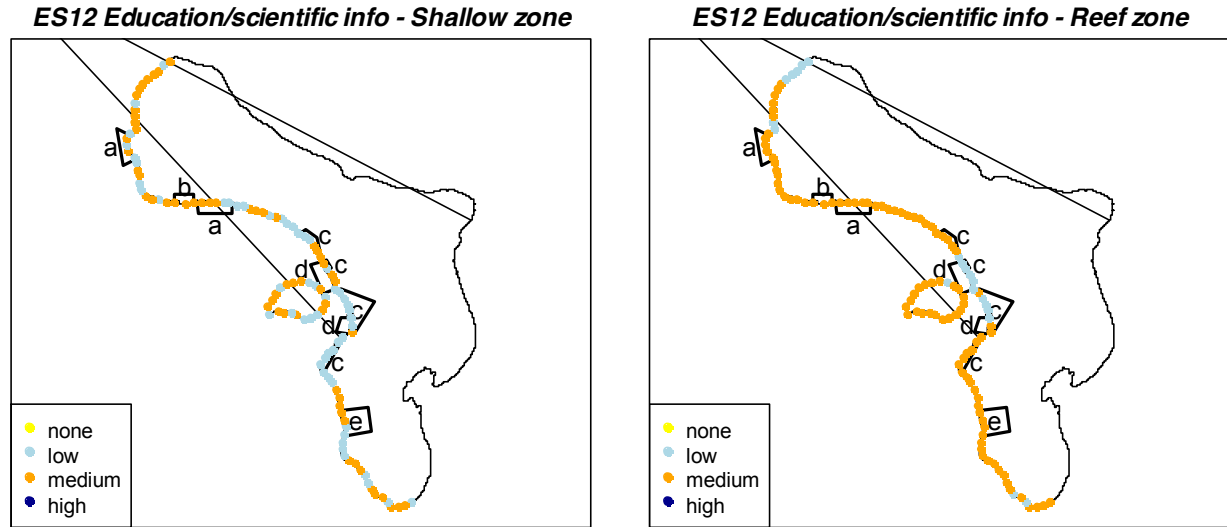 ES12 Education/scientific info - Shallow zone
a
b
a
c
c
d
c
d
c
e
none
low
medium
high
ES12 Education/scientific info - Reef zone
a
b
a
c
c
d
c
d
c
e
none
low
medium
high